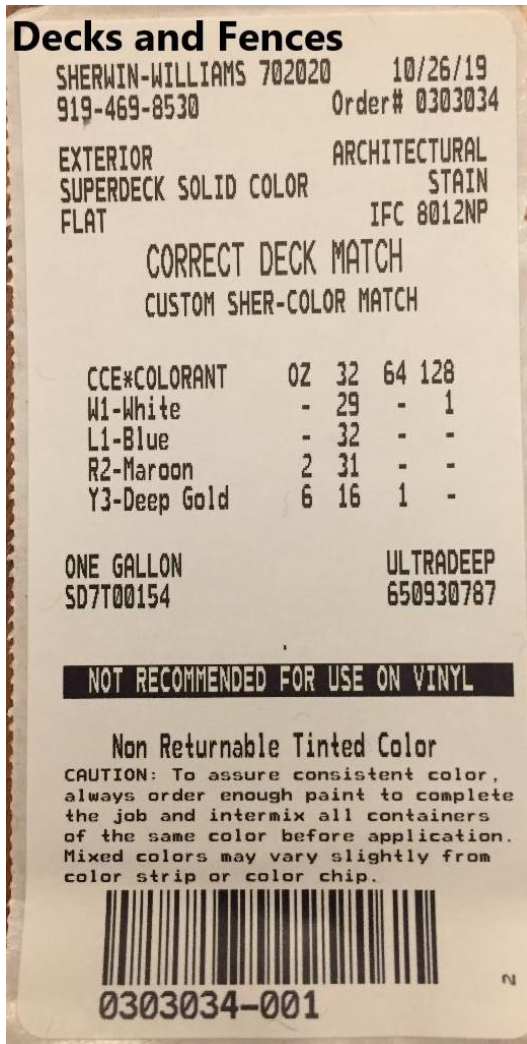 Decks and Fences
SHERWIN-WILLIAMS 702020 10/26/19
919-469-8530 Order# 0303034
EXTERIOR ARCHITECTURAL
SUPERDECK SOLID COLOR STAIN
FLAT IFC 8012NP
CORRECT DECK MATCH
CUSTOM SHER-COLOR MATCH
CCE*COLORANT OZ 32 64 128
W1-White - 29 - 1
L1-Blue - 32 - -
R2-Maroon 2 31 - -
Y3-Deep Gold 6 16 1 -
ONE GALLON ULTRADEEP
SD7T00154 650930787
NOT RECOMMENDED FOR USE ON VINYL
Non Returnable Tinted Color
CAUTION: To assure consistent color,
always order enough paint to complete
the job and intermix all containers
of the same color before application.
Mixed colors may vary slightly from
color strip or color chip.
0303034-001
2